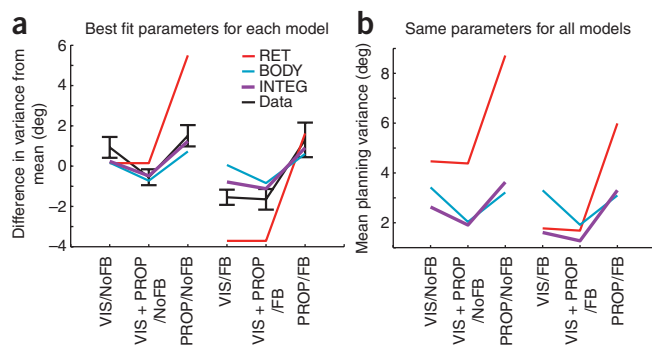 a
Best fit parameters for each model
Difference in variance from
mean (deg)
6
4
2
0
−2
−4
RET
BODY
INTEG
Data
VIS/NoFB
VIS + PROP
/NoFB
PROP/NoFB
VIS/FB
VIS + PROP
/FB
PROP/FB
b
Same parameters for all models
Mean planning variance (deg)
8
6
4
2
VIS/NoFB
VIS + PROP
/NoFB
PROP/NoFB
VIS/FB
VIS + PROP
/FB
PROP/FB